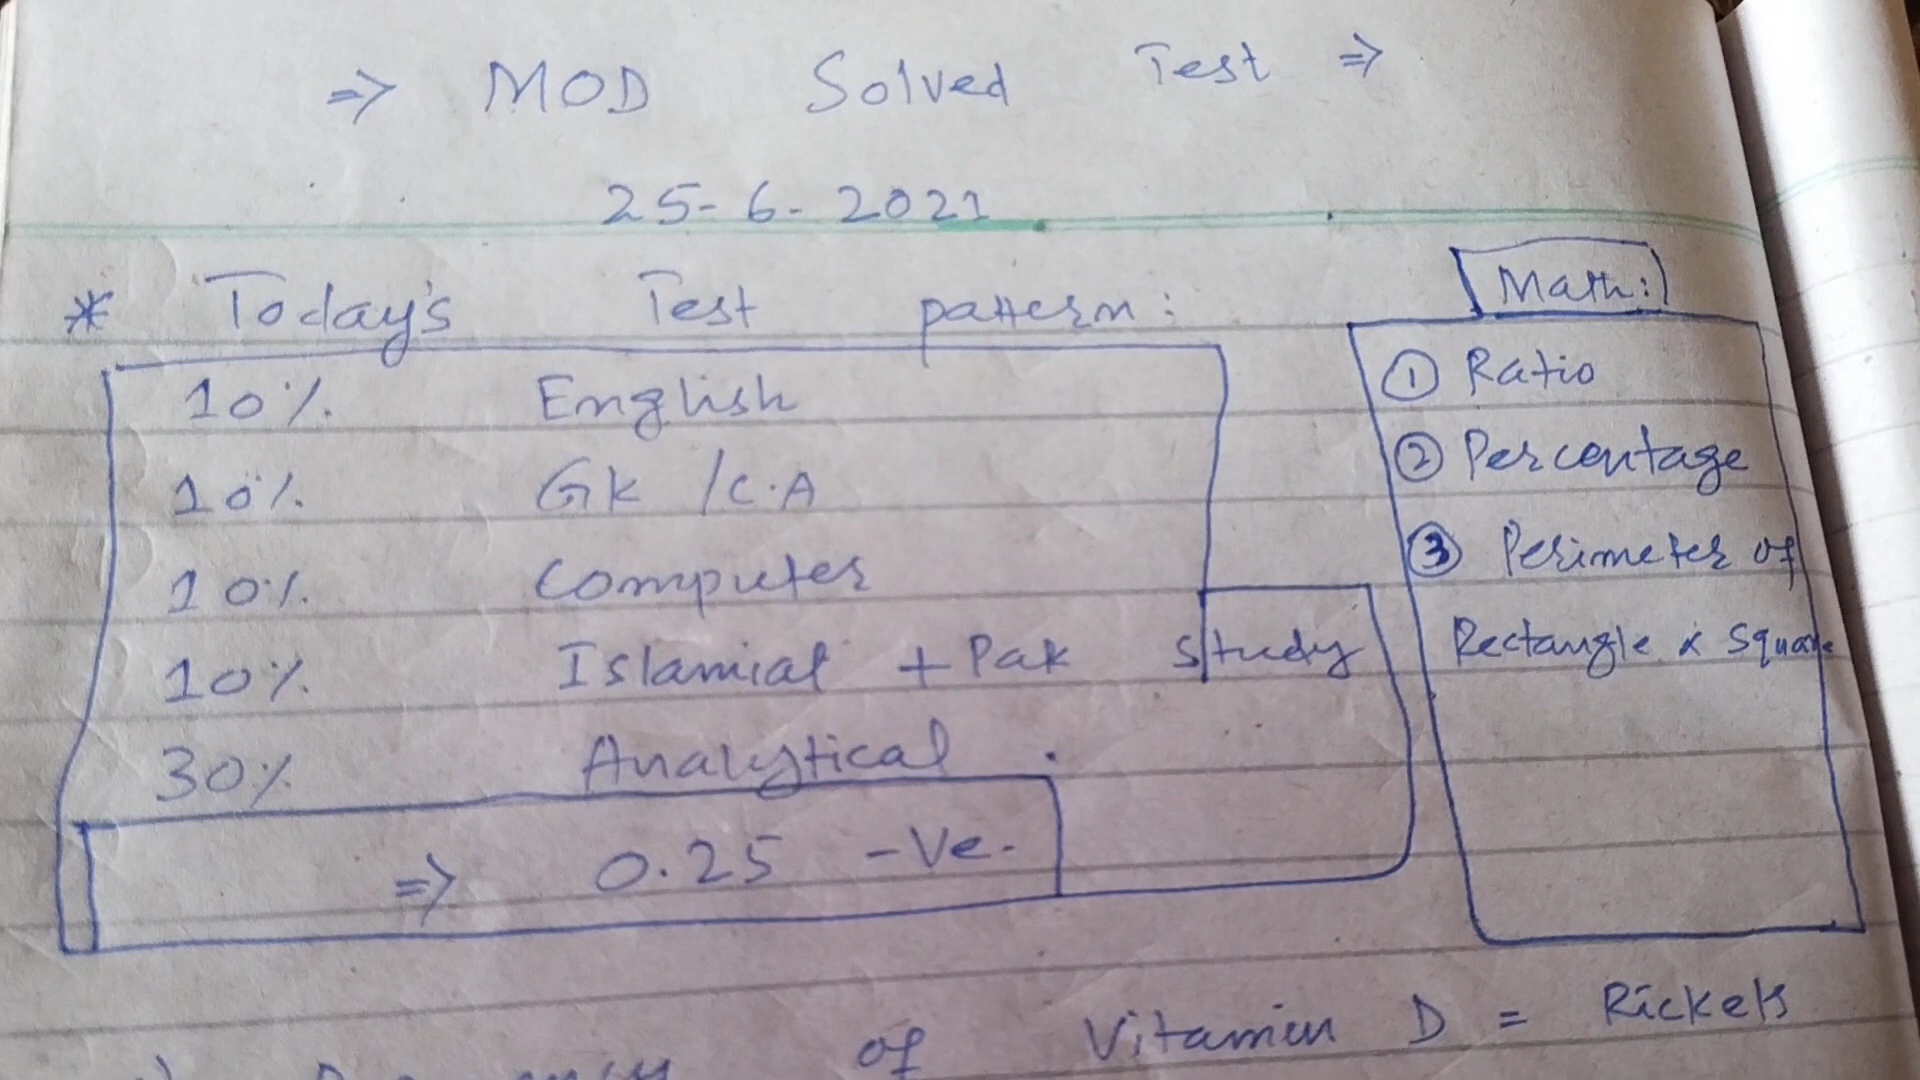 ⇒ MOD Solved Test ⇒
25-6-2021
* Today's Test pattern:
10% English
10% GK /C.A
10% Computer
10% Islamiat + Pak study
30% Analytical.
⇒ 0.25 -Ve.
Math:
① Ratio
② Percentage
③ Perimeter of
Rectangle & Square
of Vitamin D = Rickets